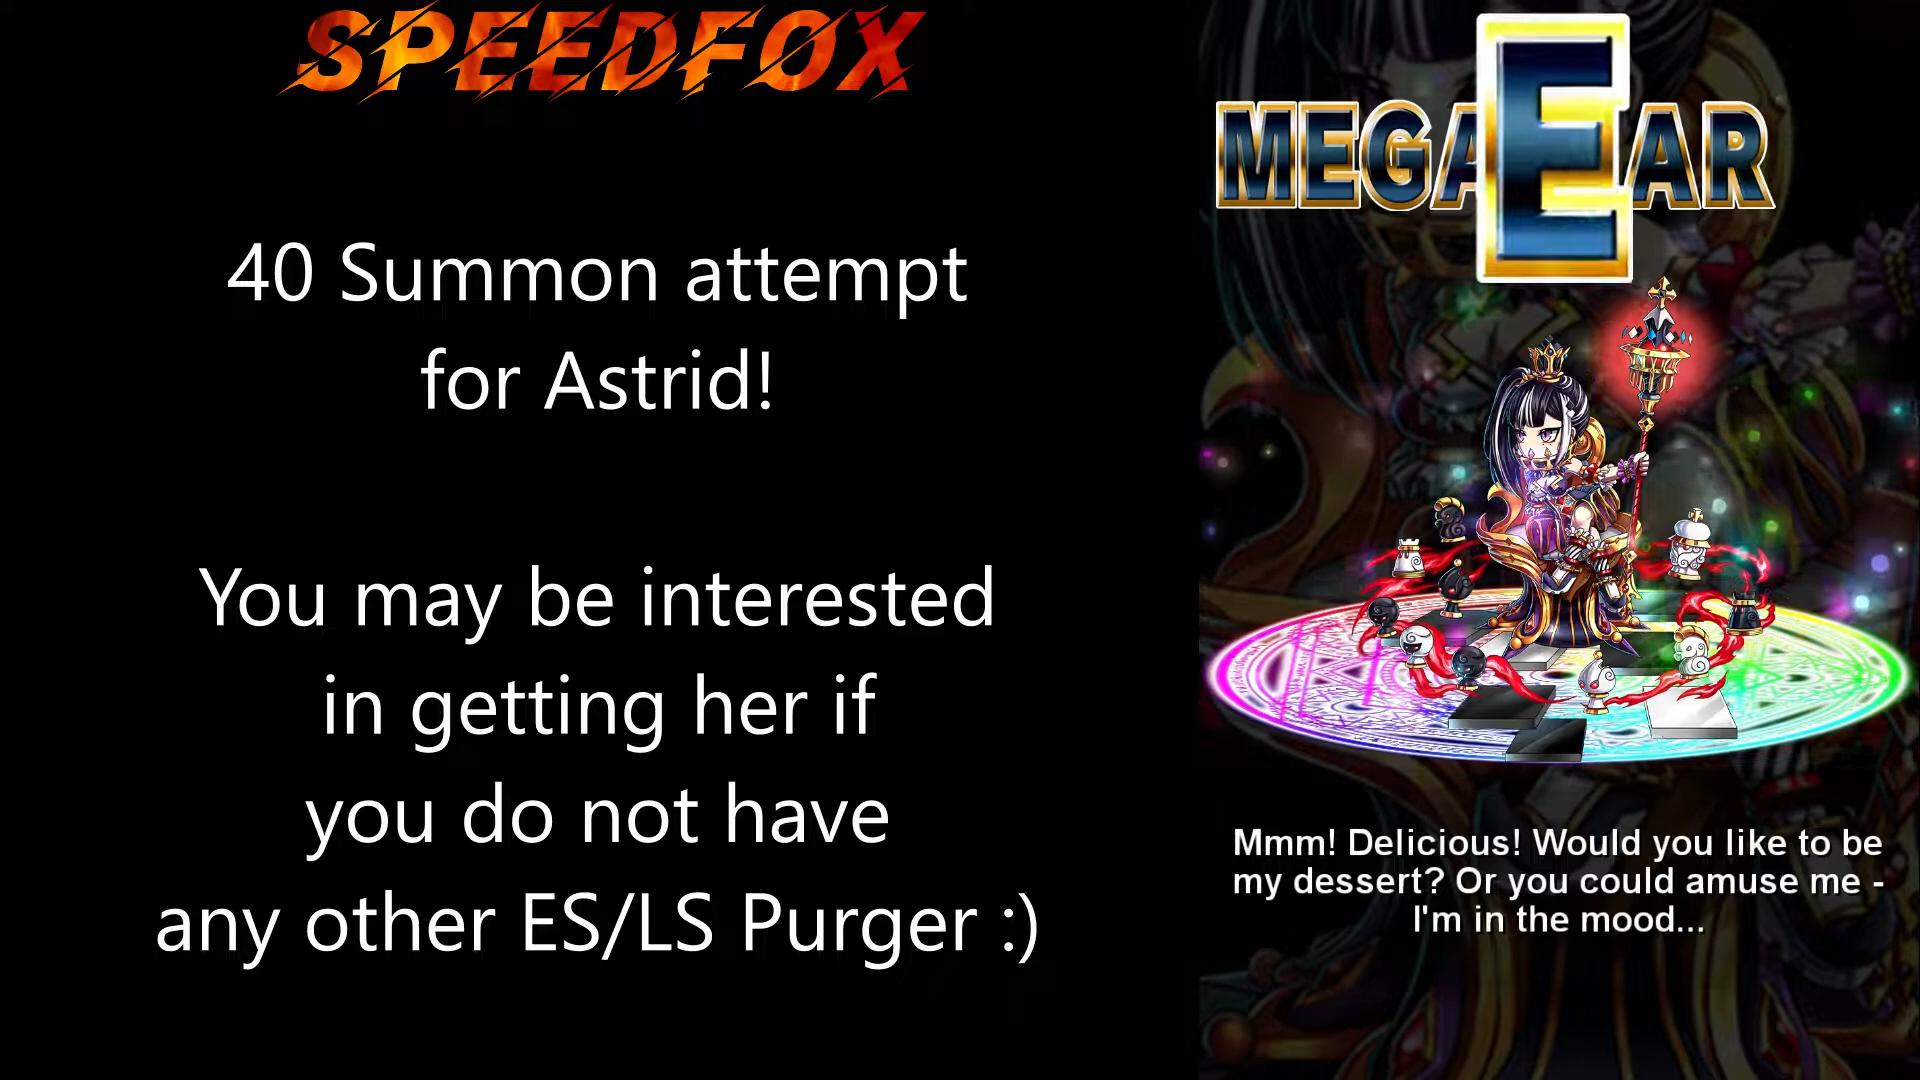 SPEEDFOX
40 Summon attempt
for Astrid!
You may be interested
in getting her if
you do not have
any other ES/LS Purger :)
MEGA
E
AR
Mmm! Delicious! Would you like to be
my dessert? Or you could amuse me -
I'm in the mood...